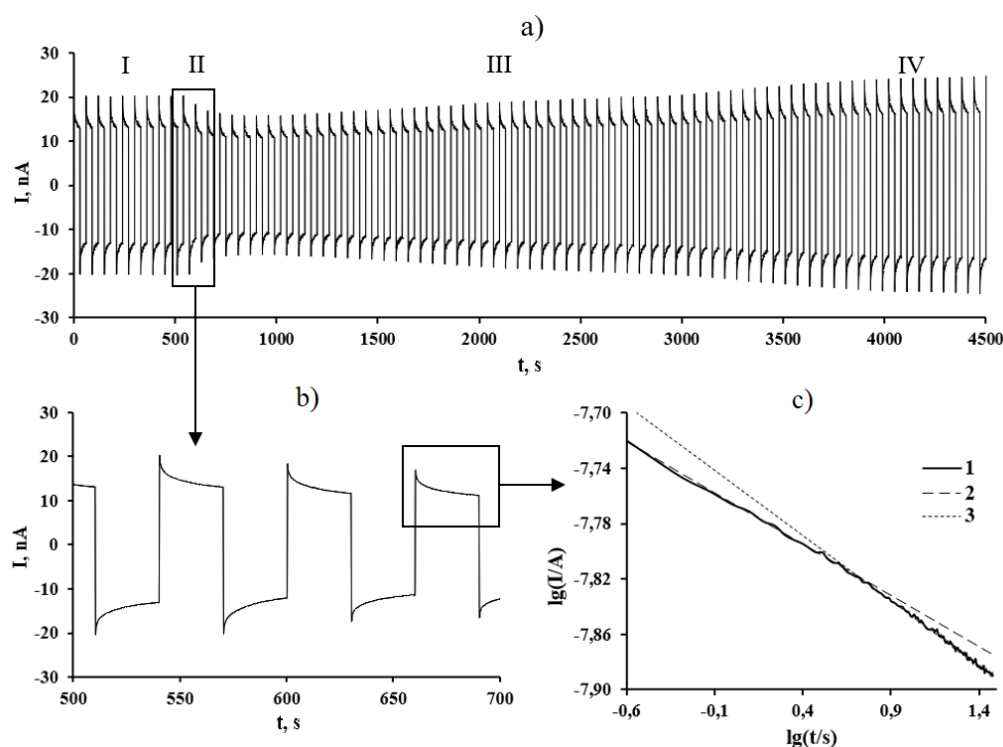 a)
I II III IV
30
20
10
0
-10
-20
-30
I, nA
0 500 1000 1500 2000 2500 3000 3500 4000 4500
t, s
b)
30
20
10
0
-10
-20
-30
I, nA
500 550 600 650 700
t, s
c)
-7,70
-7,74
-7,78
-7,82
-7,86
-7,90
lg(I/A)
1
2
3
-0,6 -0,1 0,4 0,9 1,4
lg(t/s)